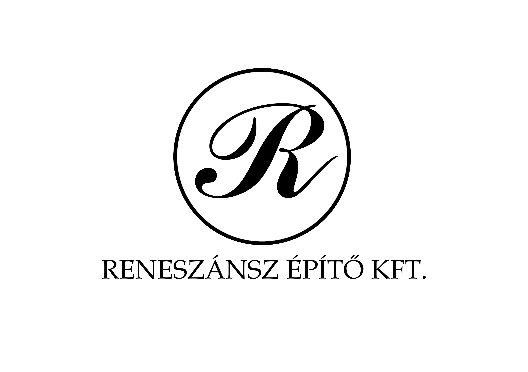 R
RENESZÁNSZ ÉPÍTŐ KFT.